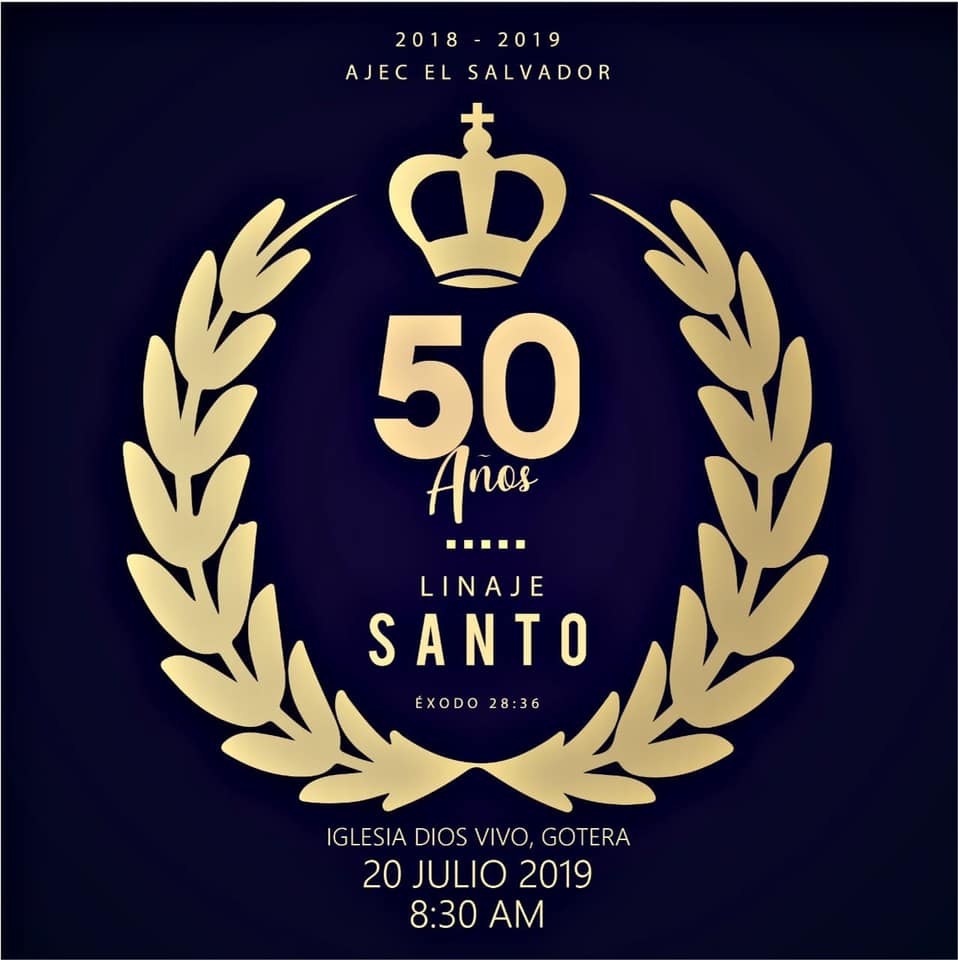 2018 - 2019
AJEC EL SALVADOR
50
Años
LINAJE
SANTO
ÉXODO 28:36
IGLESIA DIOS VIVO, GOTERA
20 JULIO 2019
8:30 AM